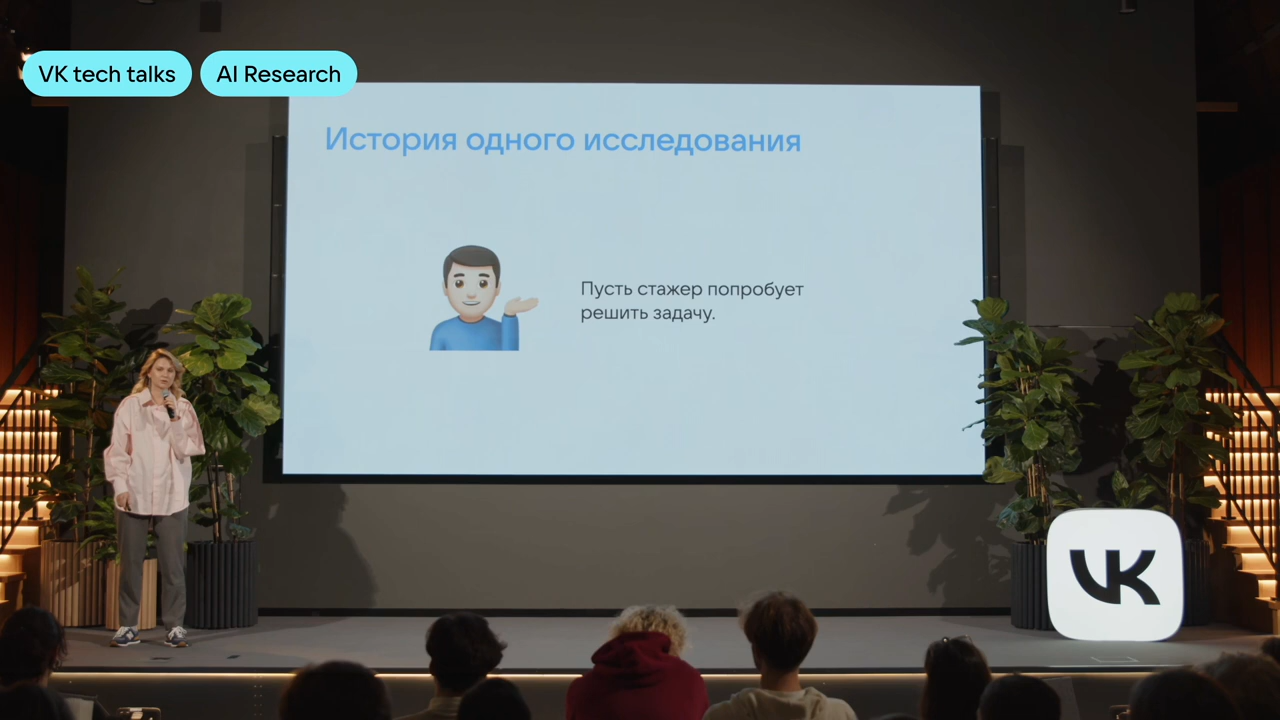 VK tech talks
AI Research
История одного исследования
Пусть стажер попробует
решить задачу.
VK